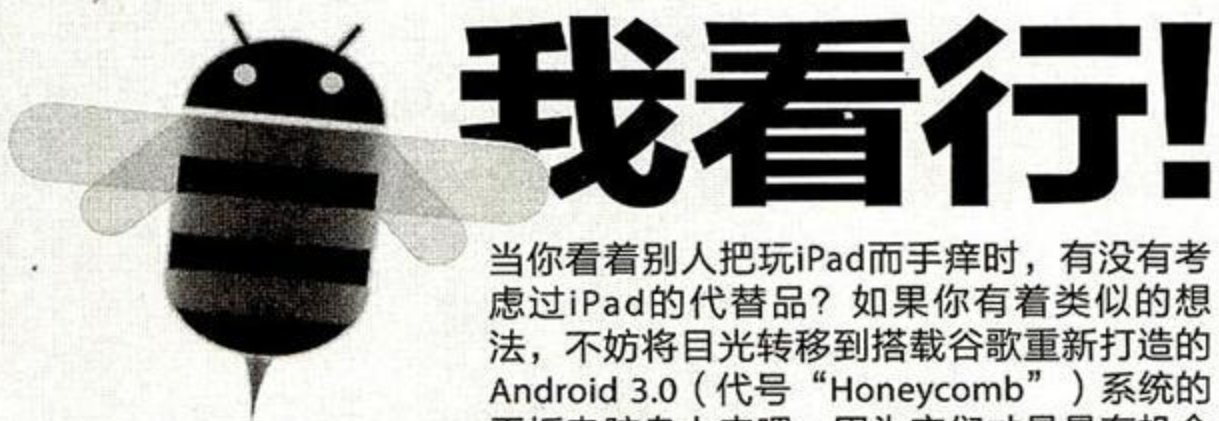 我看行!
当你看着别人把玩iPad而手痒时，有没有考
虑过iPad的代替品？如果你有着类似的想
法，不妨将目光转移到搭载谷歌重新打造的
Android 3.0（代号“Honeycomb”）系统的